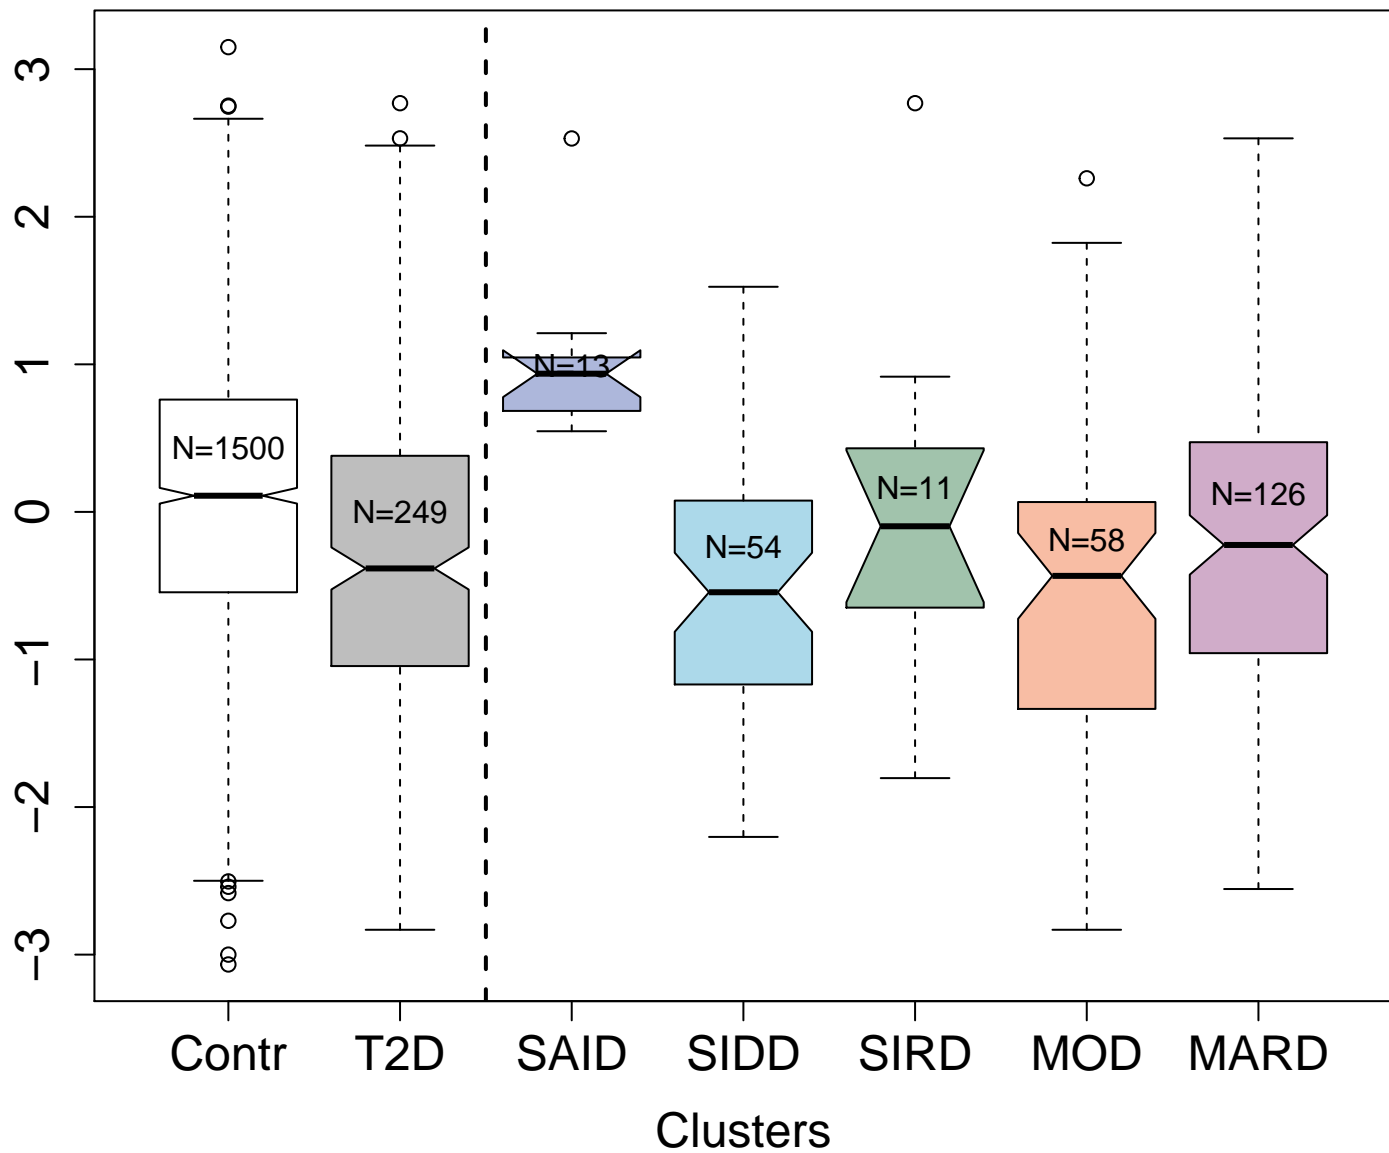 3
2
1
0
−1
−2
−3
N=1500
N=249
N=13
N=54
N=11
N=58
N=126
Contr T2D SAID SIDD SIRD MOD MARD
Clusters